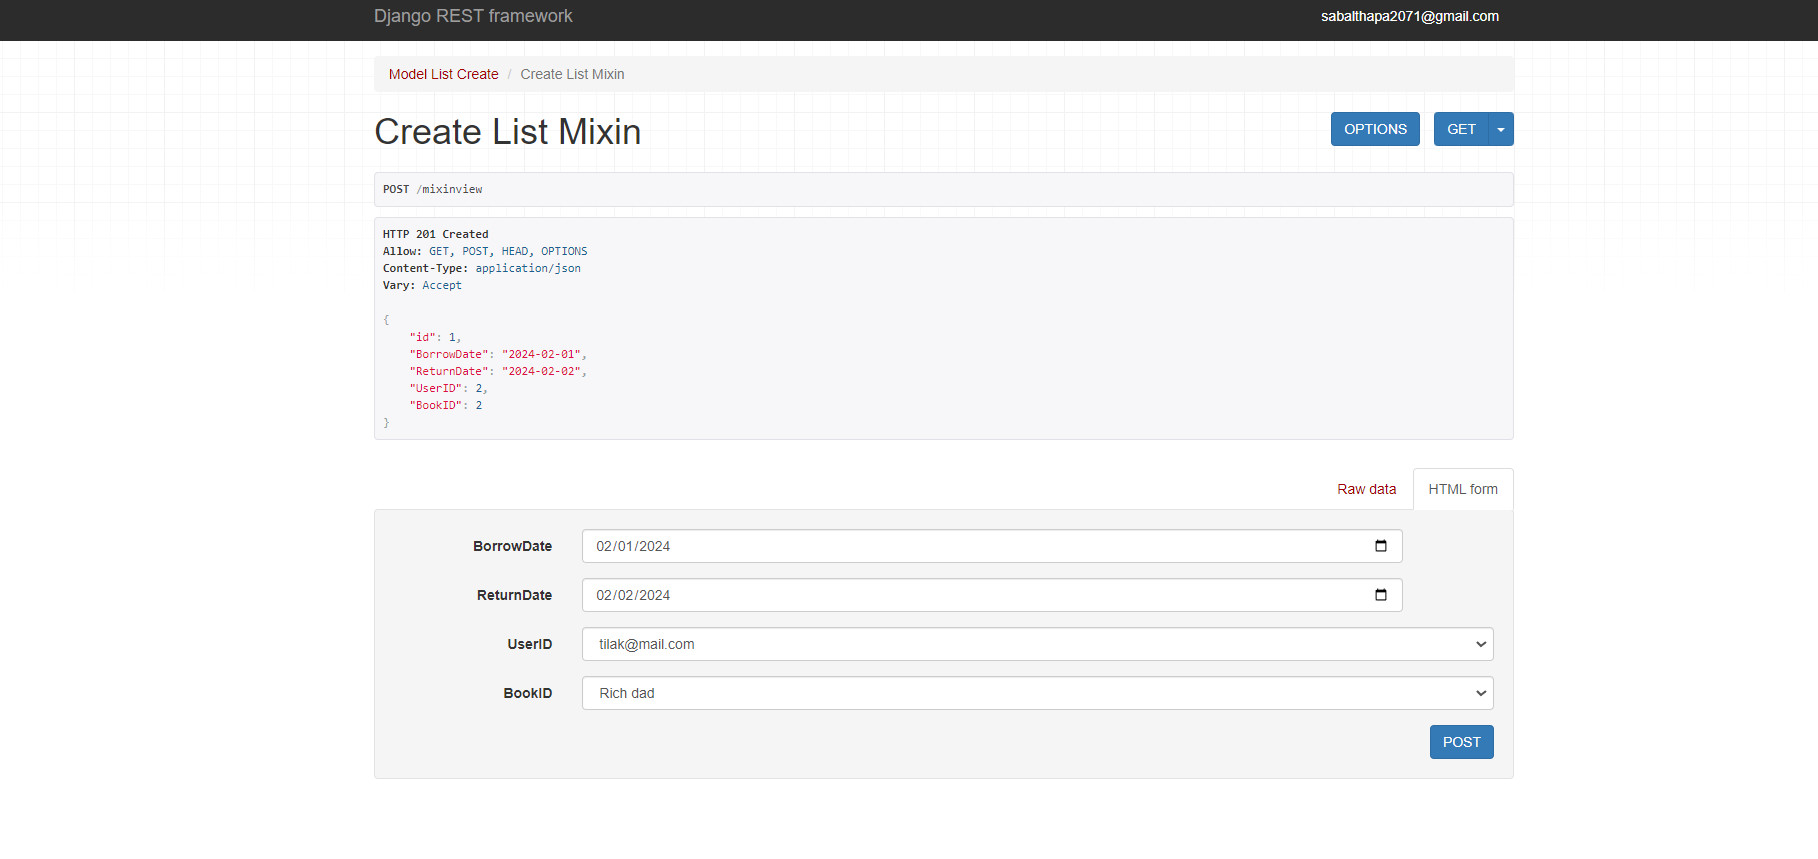 Django REST framework
sabalthapa2071@gmail.com
Model List Create / Create List Mixin
Create List Mixin
OPTIONS
GET
POST /mixinview
HTTP 201 Created
Allow: GET, POST, HEAD, OPTIONS
Content-Type: application/json
Vary: Accept
{
    "id": 1,
    "BorrowDate": "2024-02-01",
    "ReturnDate": "2024-02-02",
    "UserID": 2,
    "BookID": 2
}
Raw data
HTML form
BorrowDate
02/01/2024
ReturnDate
02/02/2024
UserID
tilak@mail.com
BookID
Rich dad
POST